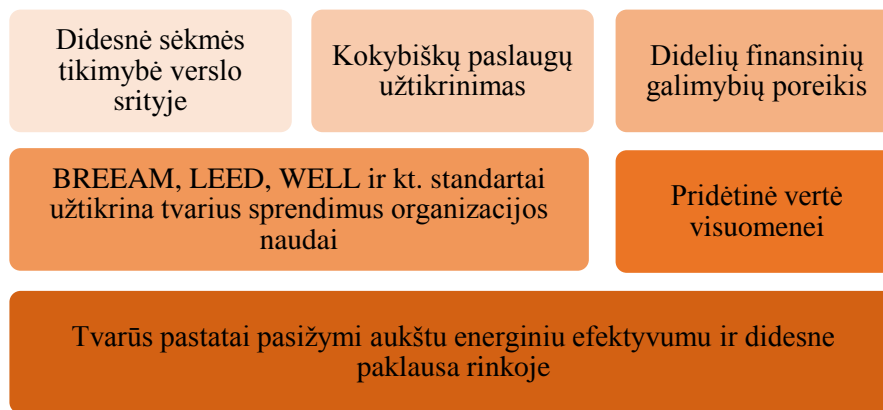 Didesnė sėkmės
tikimybė verslo
srityje
Kokybiškų paslaugų
užtikrinimas
Didelių finansinių
galimybių poreikis
BREEAM, LEED, WELL ir kt. standartai
užtikrina tvarius sprendimus organizacijos
naudai
Pridėtinė vertė
visuomenei
Tvarūs pastatai pasižymi aukštu energiniu efektyvumu ir didesne
paklausa rinkoje